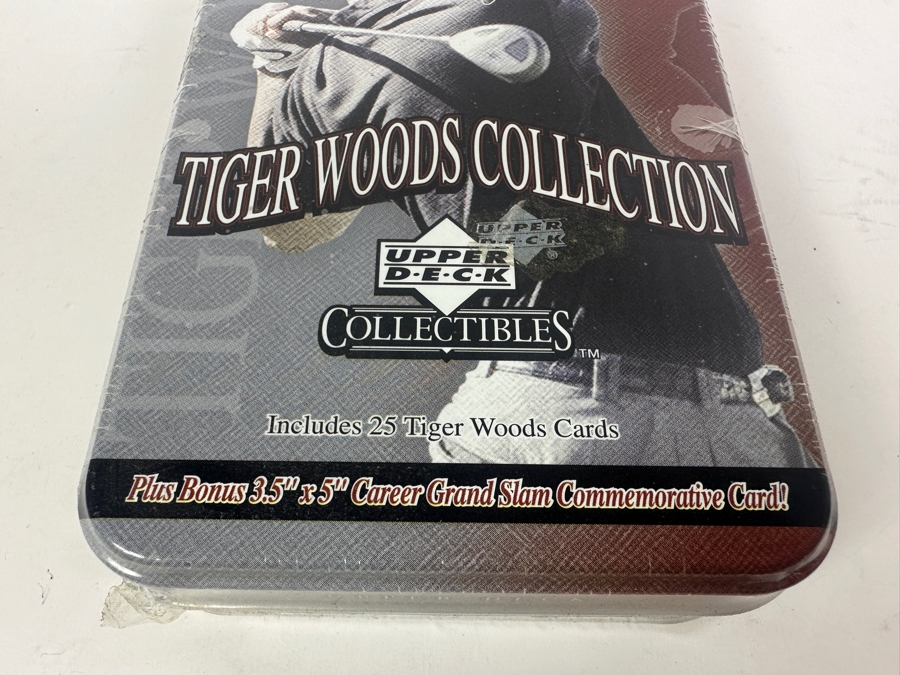 TIGER WOODS COLLECTION
UPPER
D·E·C·K
®
UPPER
D·E·C·K
COLLECTIBLES
TM
Includes 25 Tiger Woods Cards
Plus Bonus 3.5" x 5" Career Grand Slam Commemorative Card!